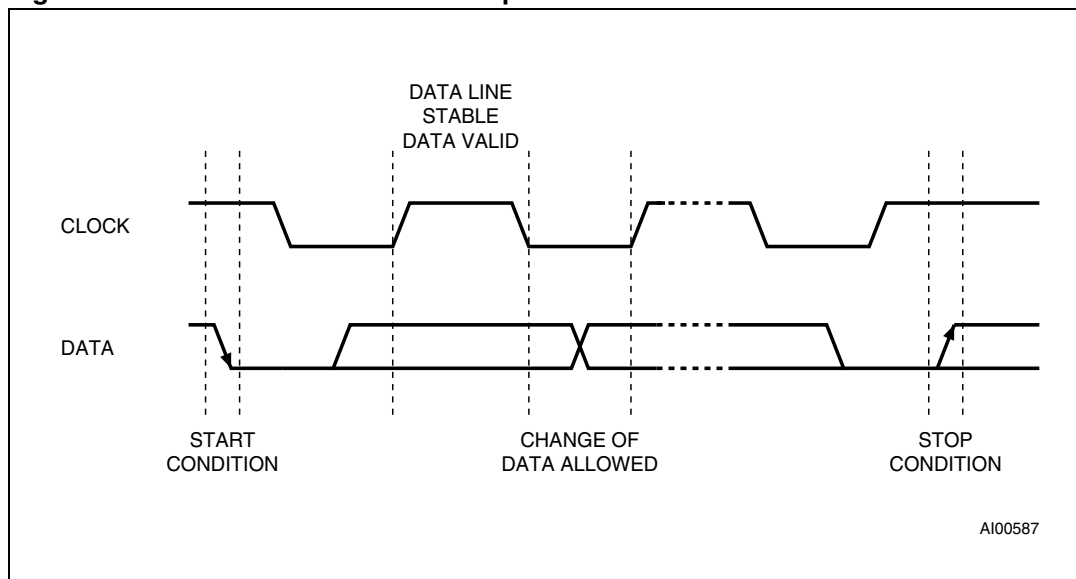 DATA LINE
STABLE
DATA VALID
CLOCK
DATA
START
CONDITION
CHANGE OF
DATA ALLOWED
STOP
CONDITION
AI00587